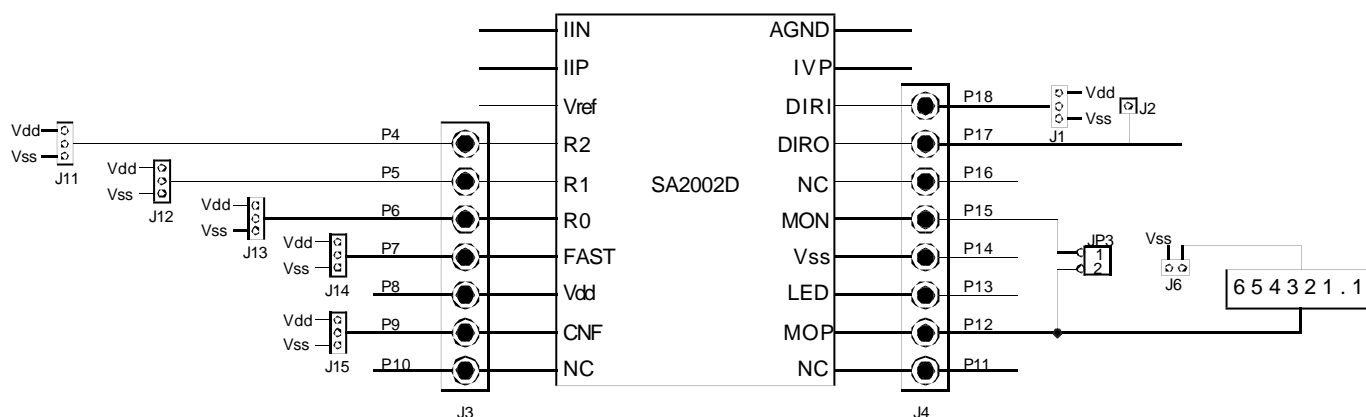 IIN AGND
IIP IVP
Vref DIRI P18 Vdd J2
Vss
J1
Vdd P4 R2 DIRO P17
Vss
J11
Vdd P5 R1 SA2002D NC P16
Vss
J12
Vdd P6 R0 MON P15
Vss
J13
Vdd P7 FAST Vss P14 JP3 Vss
Vss 1
J14 2 J6
P8 Vdd LED P13 654321.1
Vdd P9 CNF MOP P12
Vss
J15
P10 NC NC P11
J3 J4